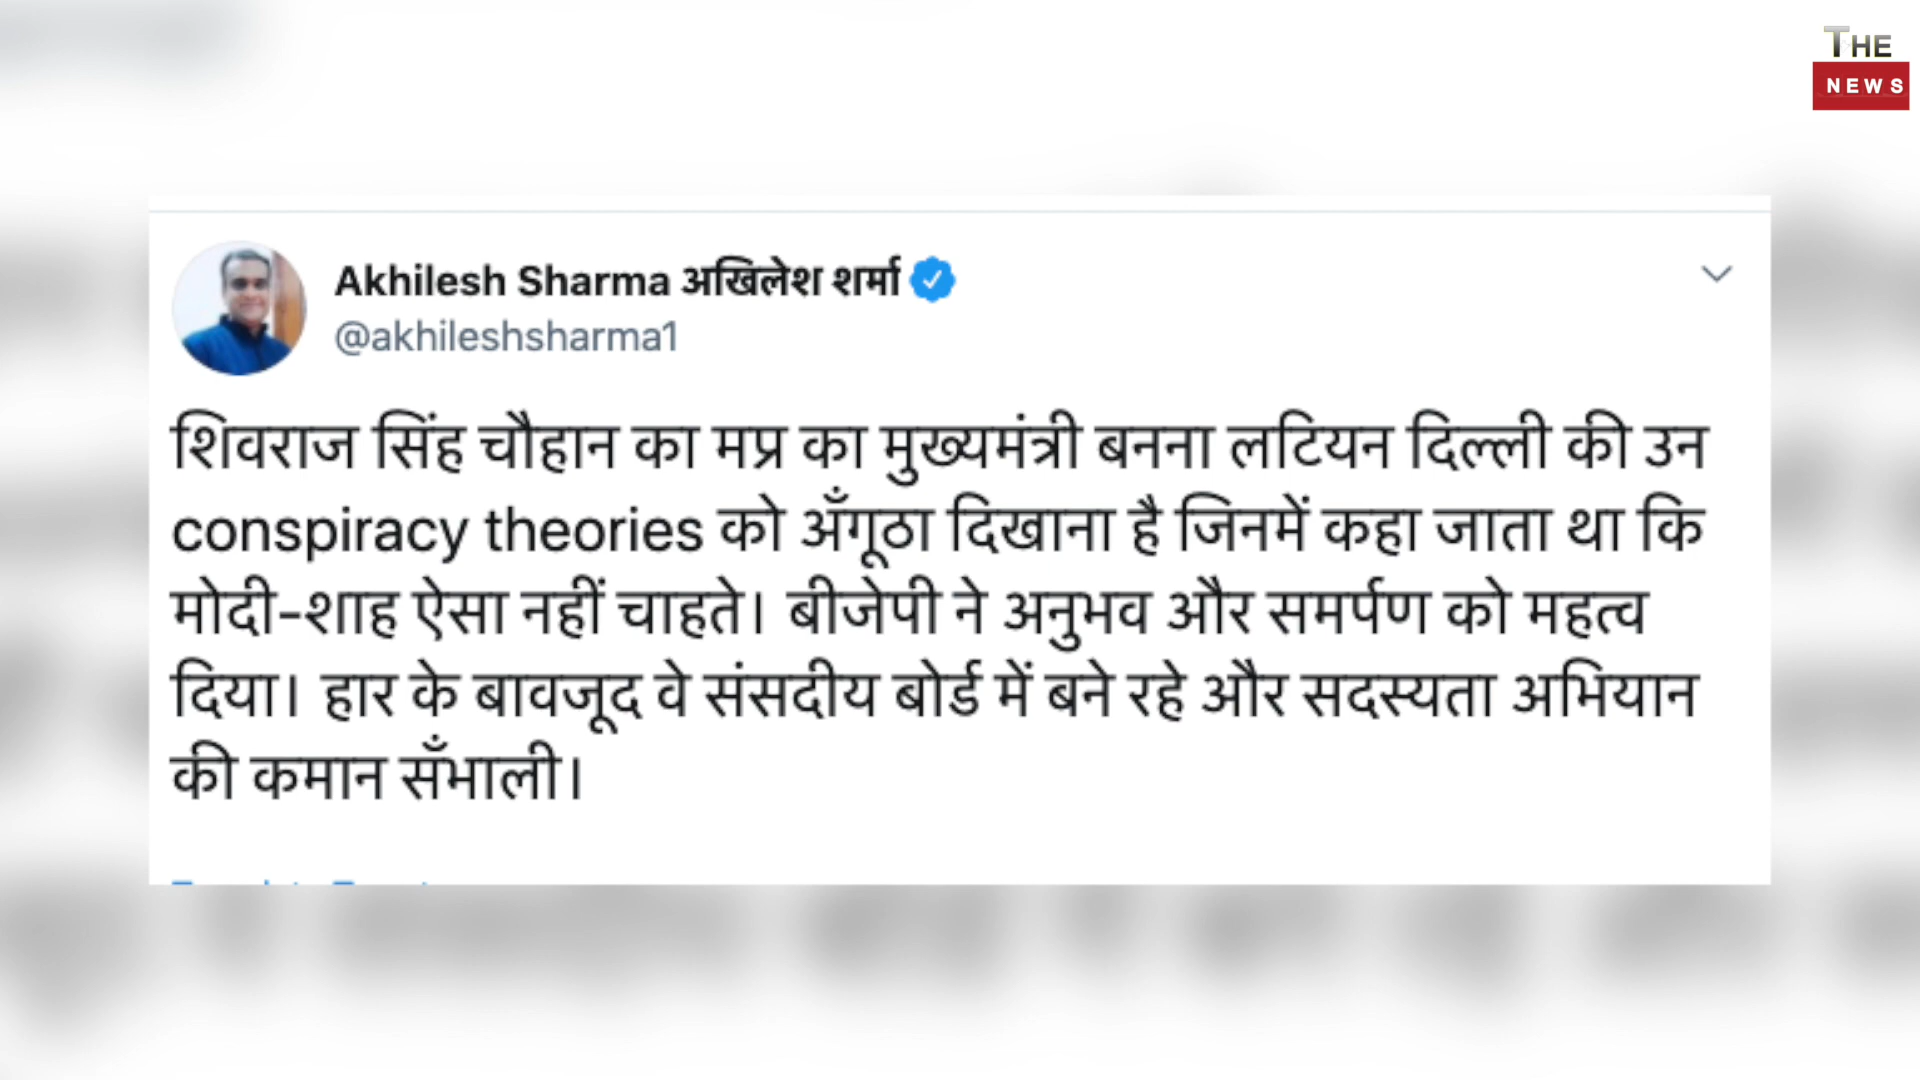 THE
NEWS
Akhilesh Sharma अखिलेश शर्मा
@akhileshsharma1
शिवराज सिंह चौहान का मप्र का मुख्यमंत्री बनना लटियन दिल्ली की उन
conspiracy theories को अँगूठा दिखाना है जिनमें कहा जाता था कि
मोदी-शाह ऐसा नहीं चाहते। बीजेपी ने अनुभव और समर्पण को महत्व
दिया। हार के बावजूद वे संसदीय बोर्ड में बने रहे और सदस्यता अभियान
की कमान सँभाली।